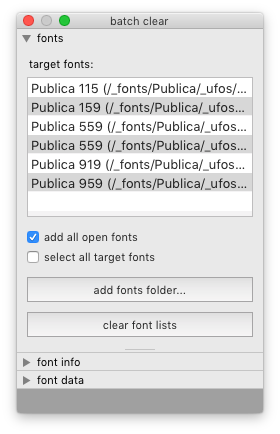 batch clear
fonts
target fonts:
Publica 115 (/_fonts/Publica/_ufos/...
Publica 159 (/_fonts/Publica/_ufos...
Publica 559 (/_fonts/Publica/_ufos...
Publica 559 (/_fonts/Publica/_ufos...
Publica 919 (/_fonts/Publica/_ufos...
Publica 959 (/_fonts/Publica/_ufos...
add all open fonts
select all target fonts
add fonts folder...
clear font lists
font info
font data